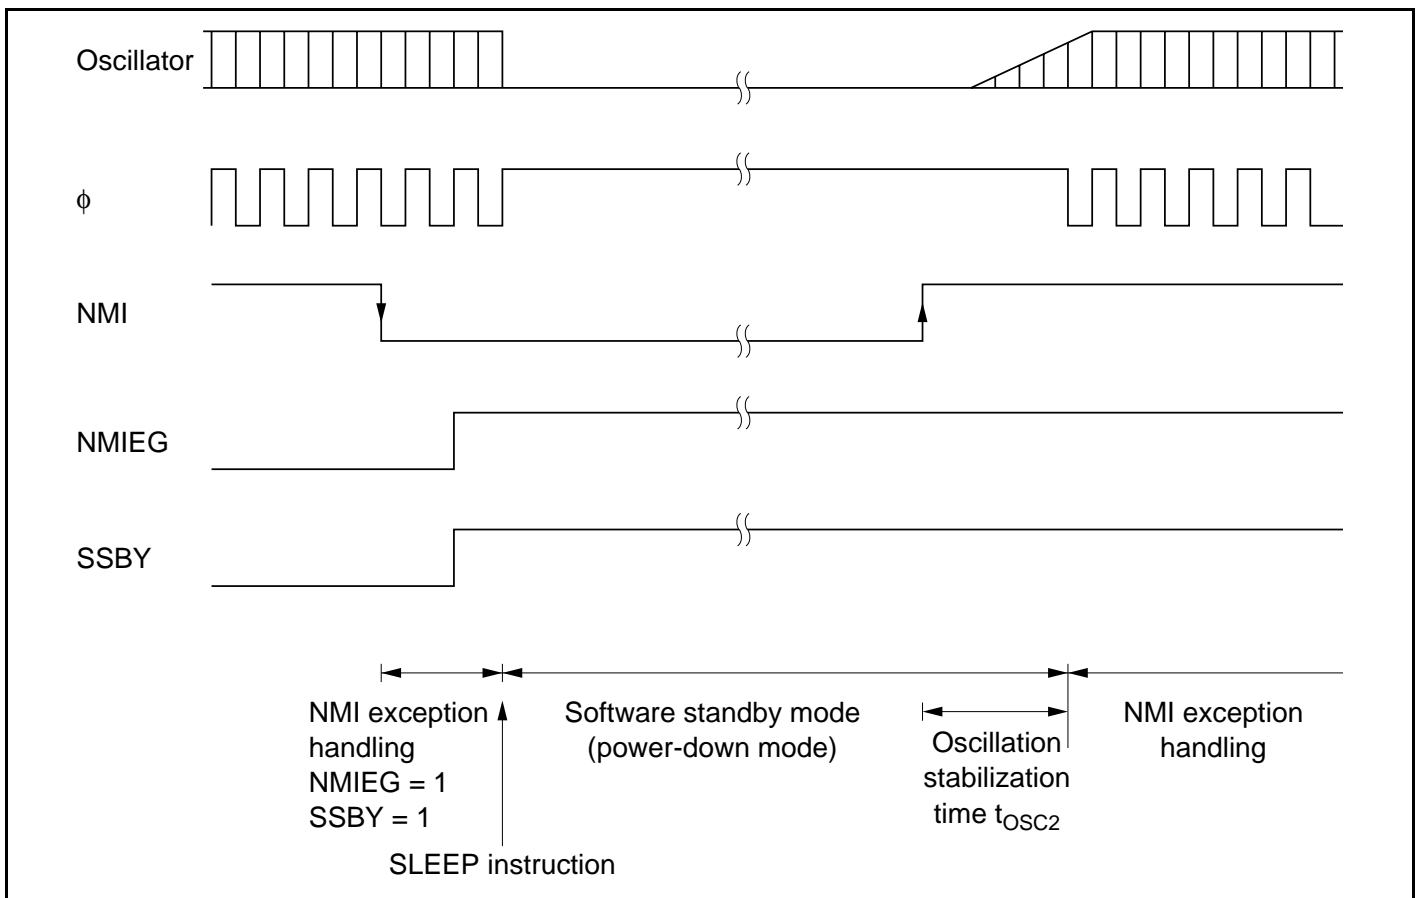 Oscillator
ϕ
NMI
NMIEG
SSBY
NMI exception
handling
NMIEG = 1
SSBY = 1
SLEEP instruction
Software standby mode
(power-down mode)
Oscillation
stabilization
time tOSC2
NMI exception
handling